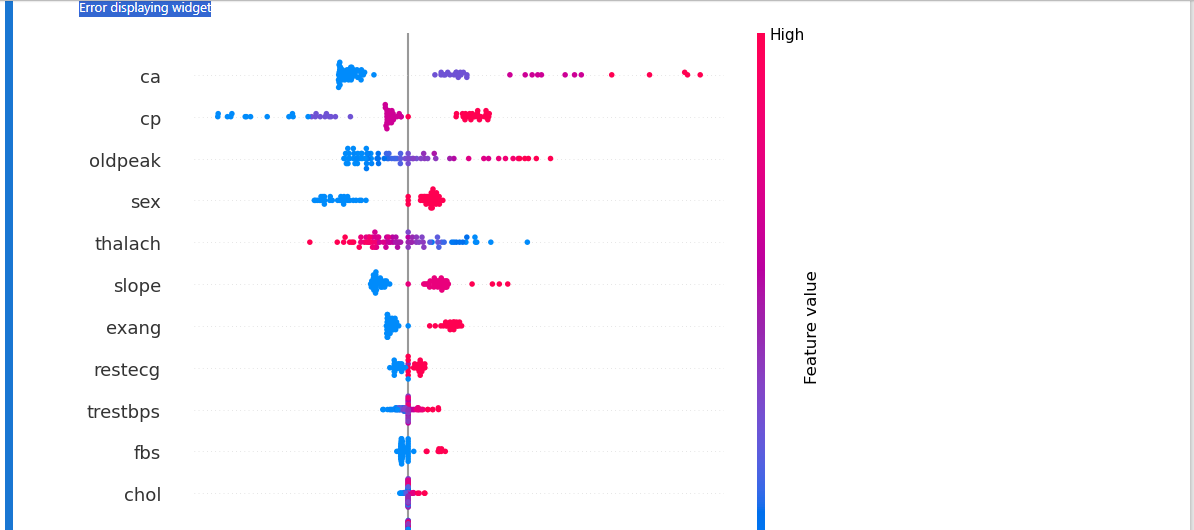 Error displaying widget
High
ca
cp
oldpeak
sex
thalach
slope
exang
restecg
trestbps
fbs
chol
Feature value